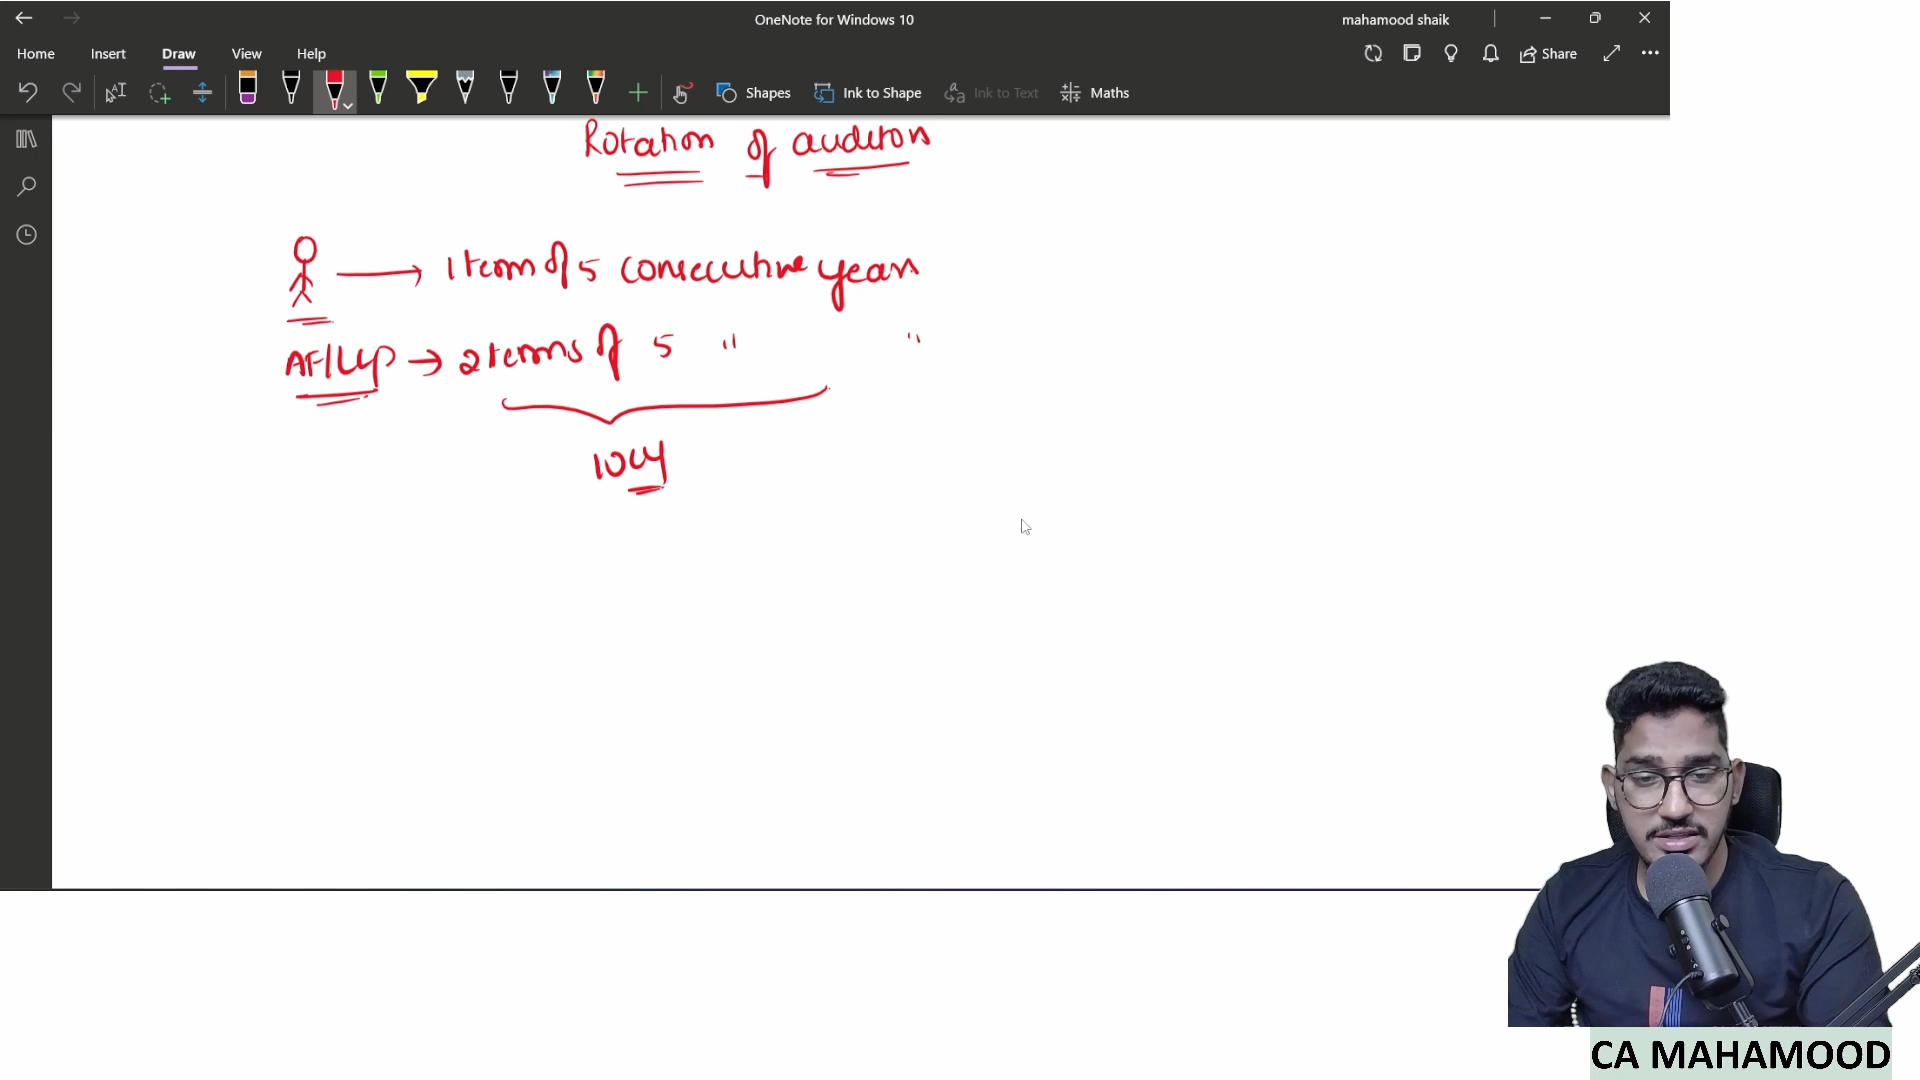 OneNote for Windows 10
mahamood shaik
Home Insert Draw View Help
Share
Shapes Ink to Shape Ink to Text Maths
Rotation of auditors
1 term of 5 consecutive years
AF/LLP → 2 terms of 5 " "
10 CY
CA MAHAMOOD